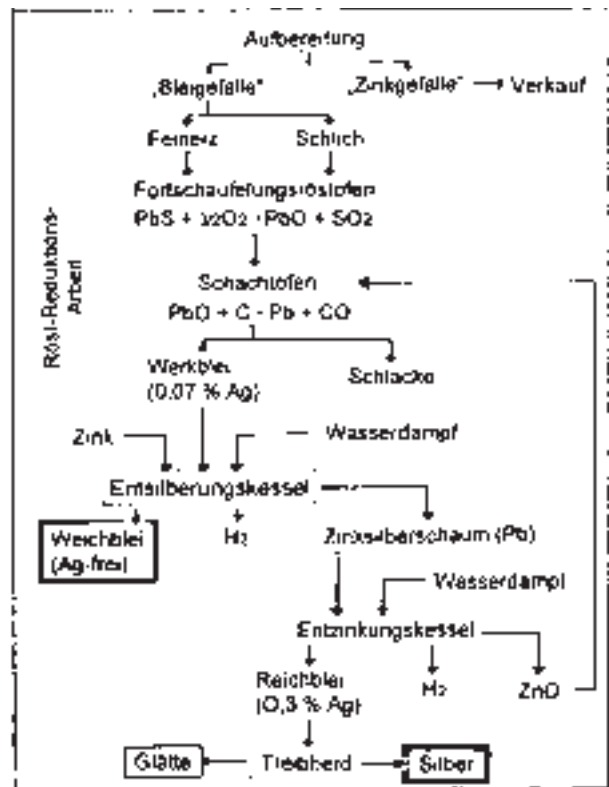 Aufbereitung
„Bleigefälle“ „Zinkgefälle“ Verkauf
Feinerz Schlich
Fortschaufelungsröstofen
PbS + 1/2O2 · PbO + SO2
Röst-Reduktions-
Arbeit
Schachtofen
PbO + C - Pb + CO
Werkblei
(0,07 % Ag)
Schlacke
Zink
Wasserdampf
Entsilberungskessel
Weichblei
(Ag-frei)
H2
Zinksilberschaum (Pb)
Wasserdampf
Entzinkungskessel
Reichblei
(0,3 % Ag)
H2
ZnO
Glätte Treibherd Silber